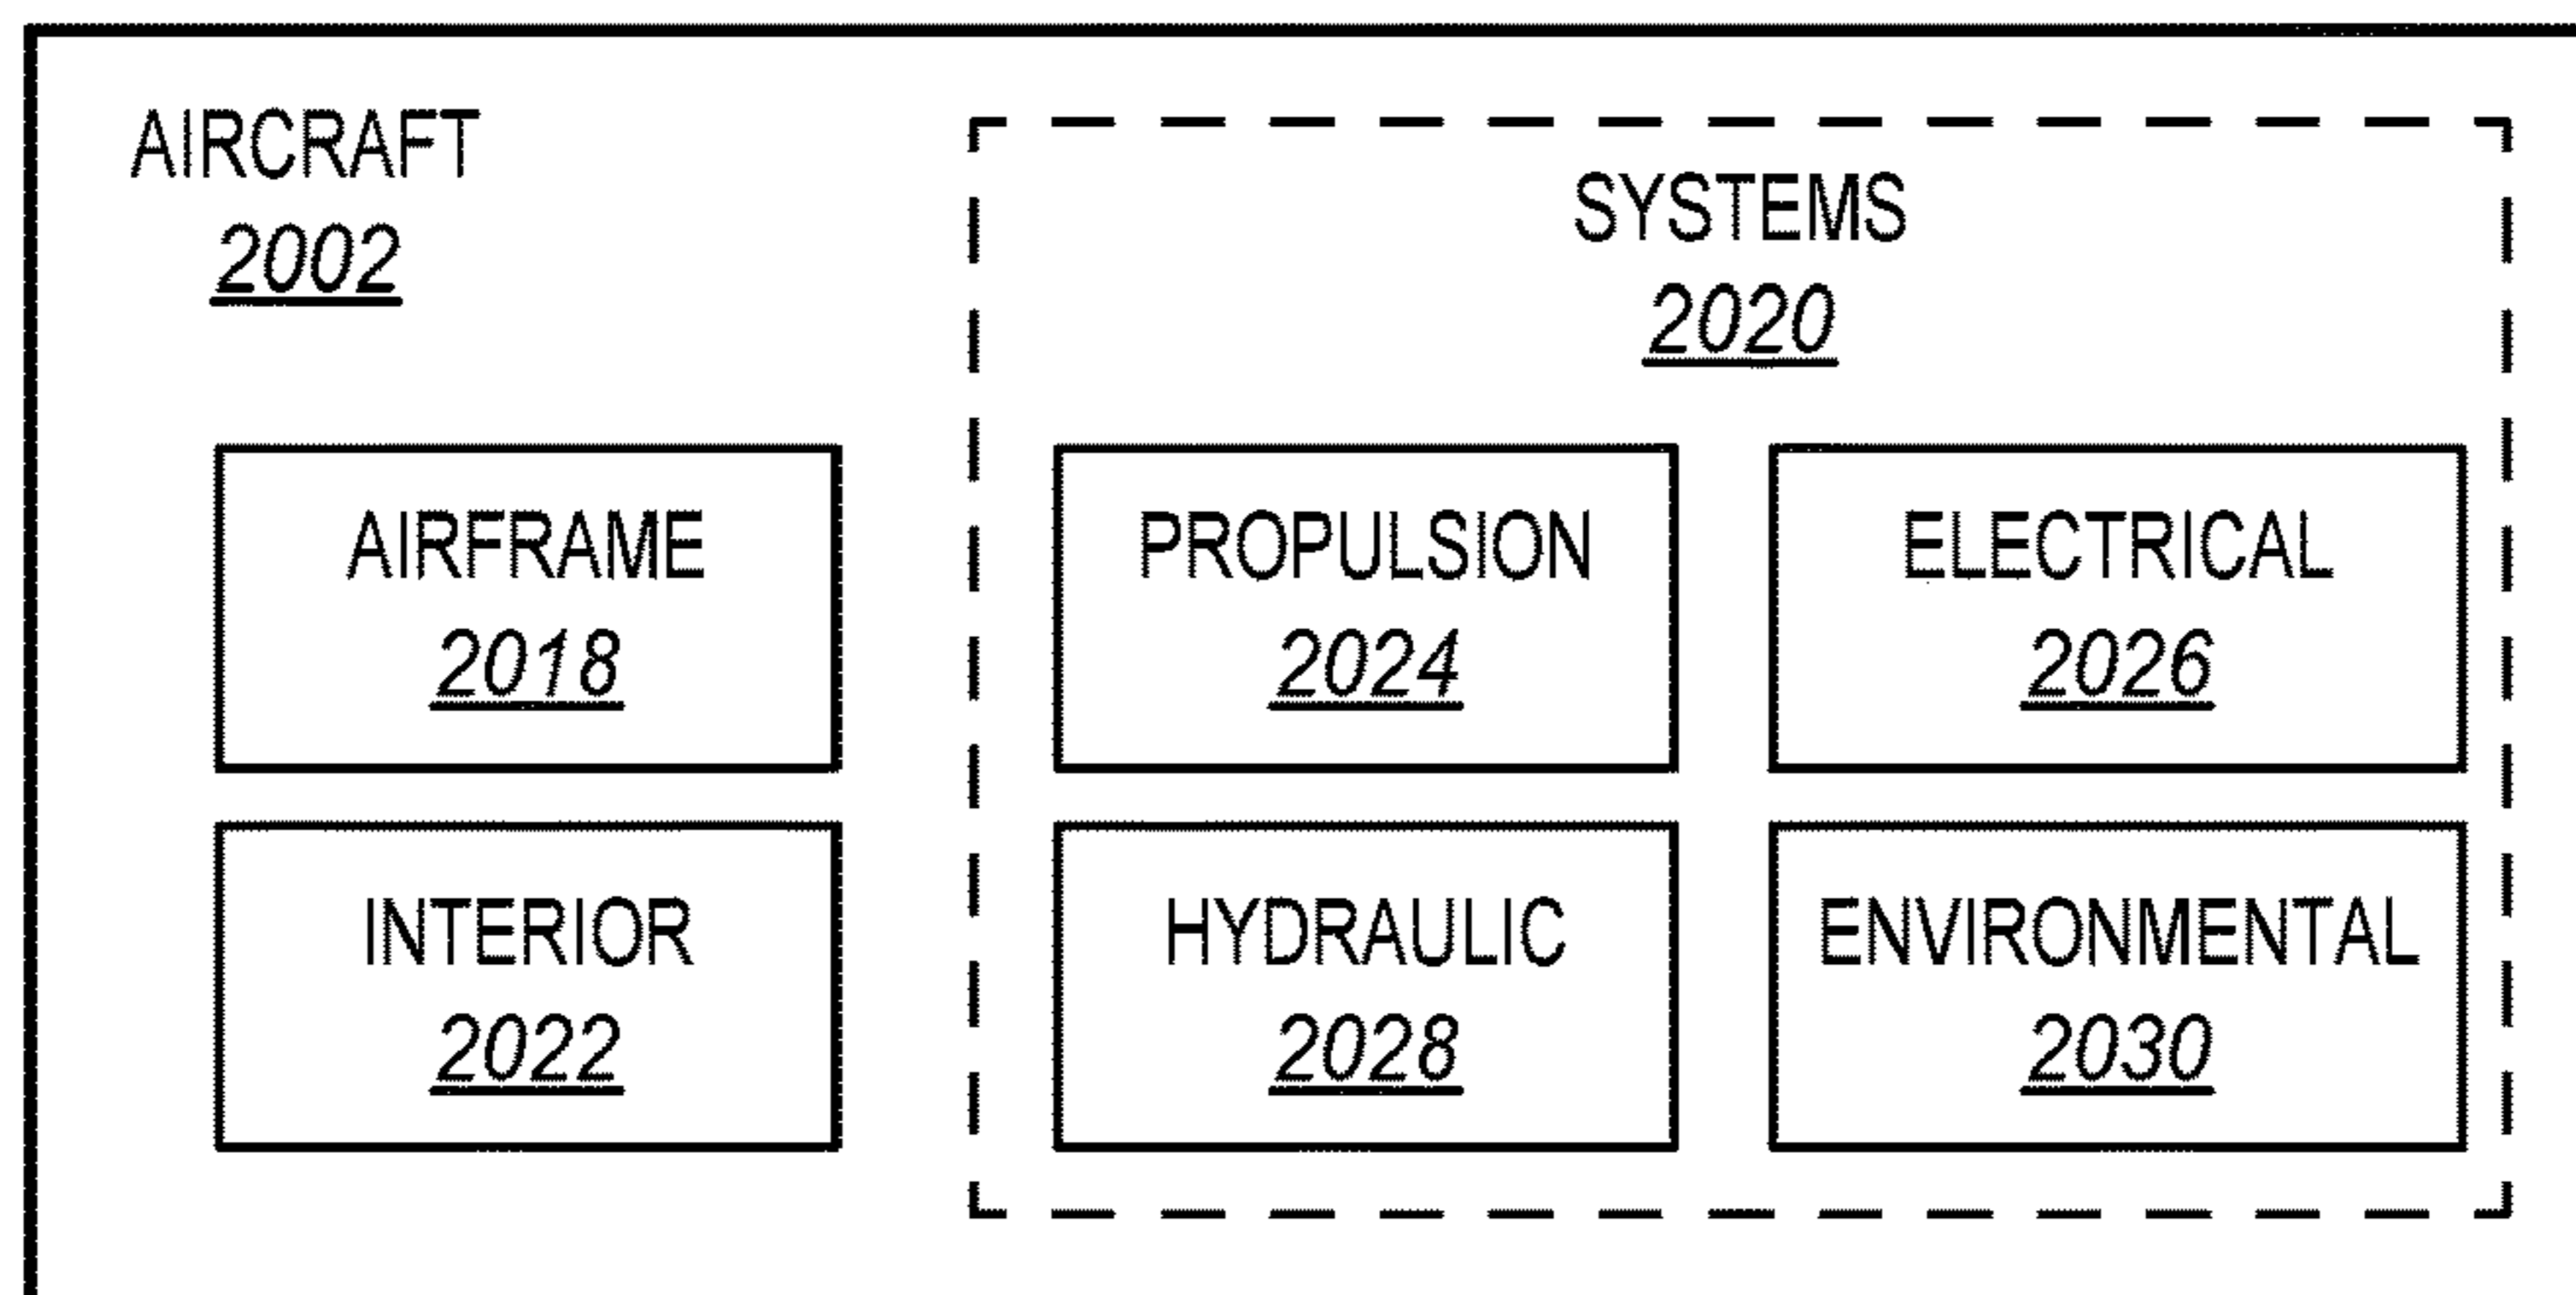 AIRCRAFT
2002
SYSTEMS
2020
AIRFRAME
2018
PROPULSION
2024
ELECTRICAL
2026
INTERIOR
2022
HYDRAULIC
2028
ENVIRONMENTAL
2030